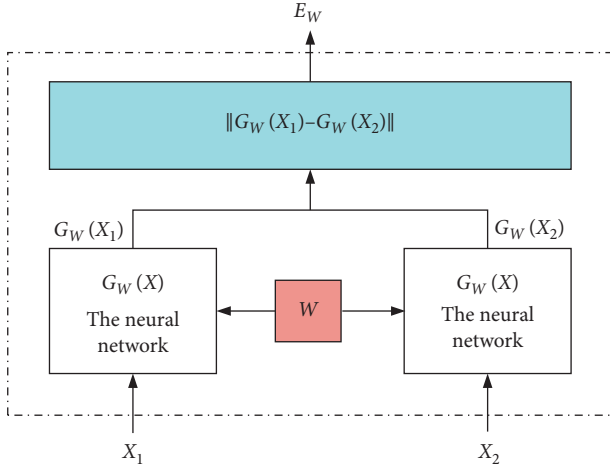 E_W
‖G_W (X_1)–G_W (X_2)‖
G_W (X_1) G_W (X_2)
G_W (X) G_W (X)
W
The neural The neural
network network
X_1 X_2